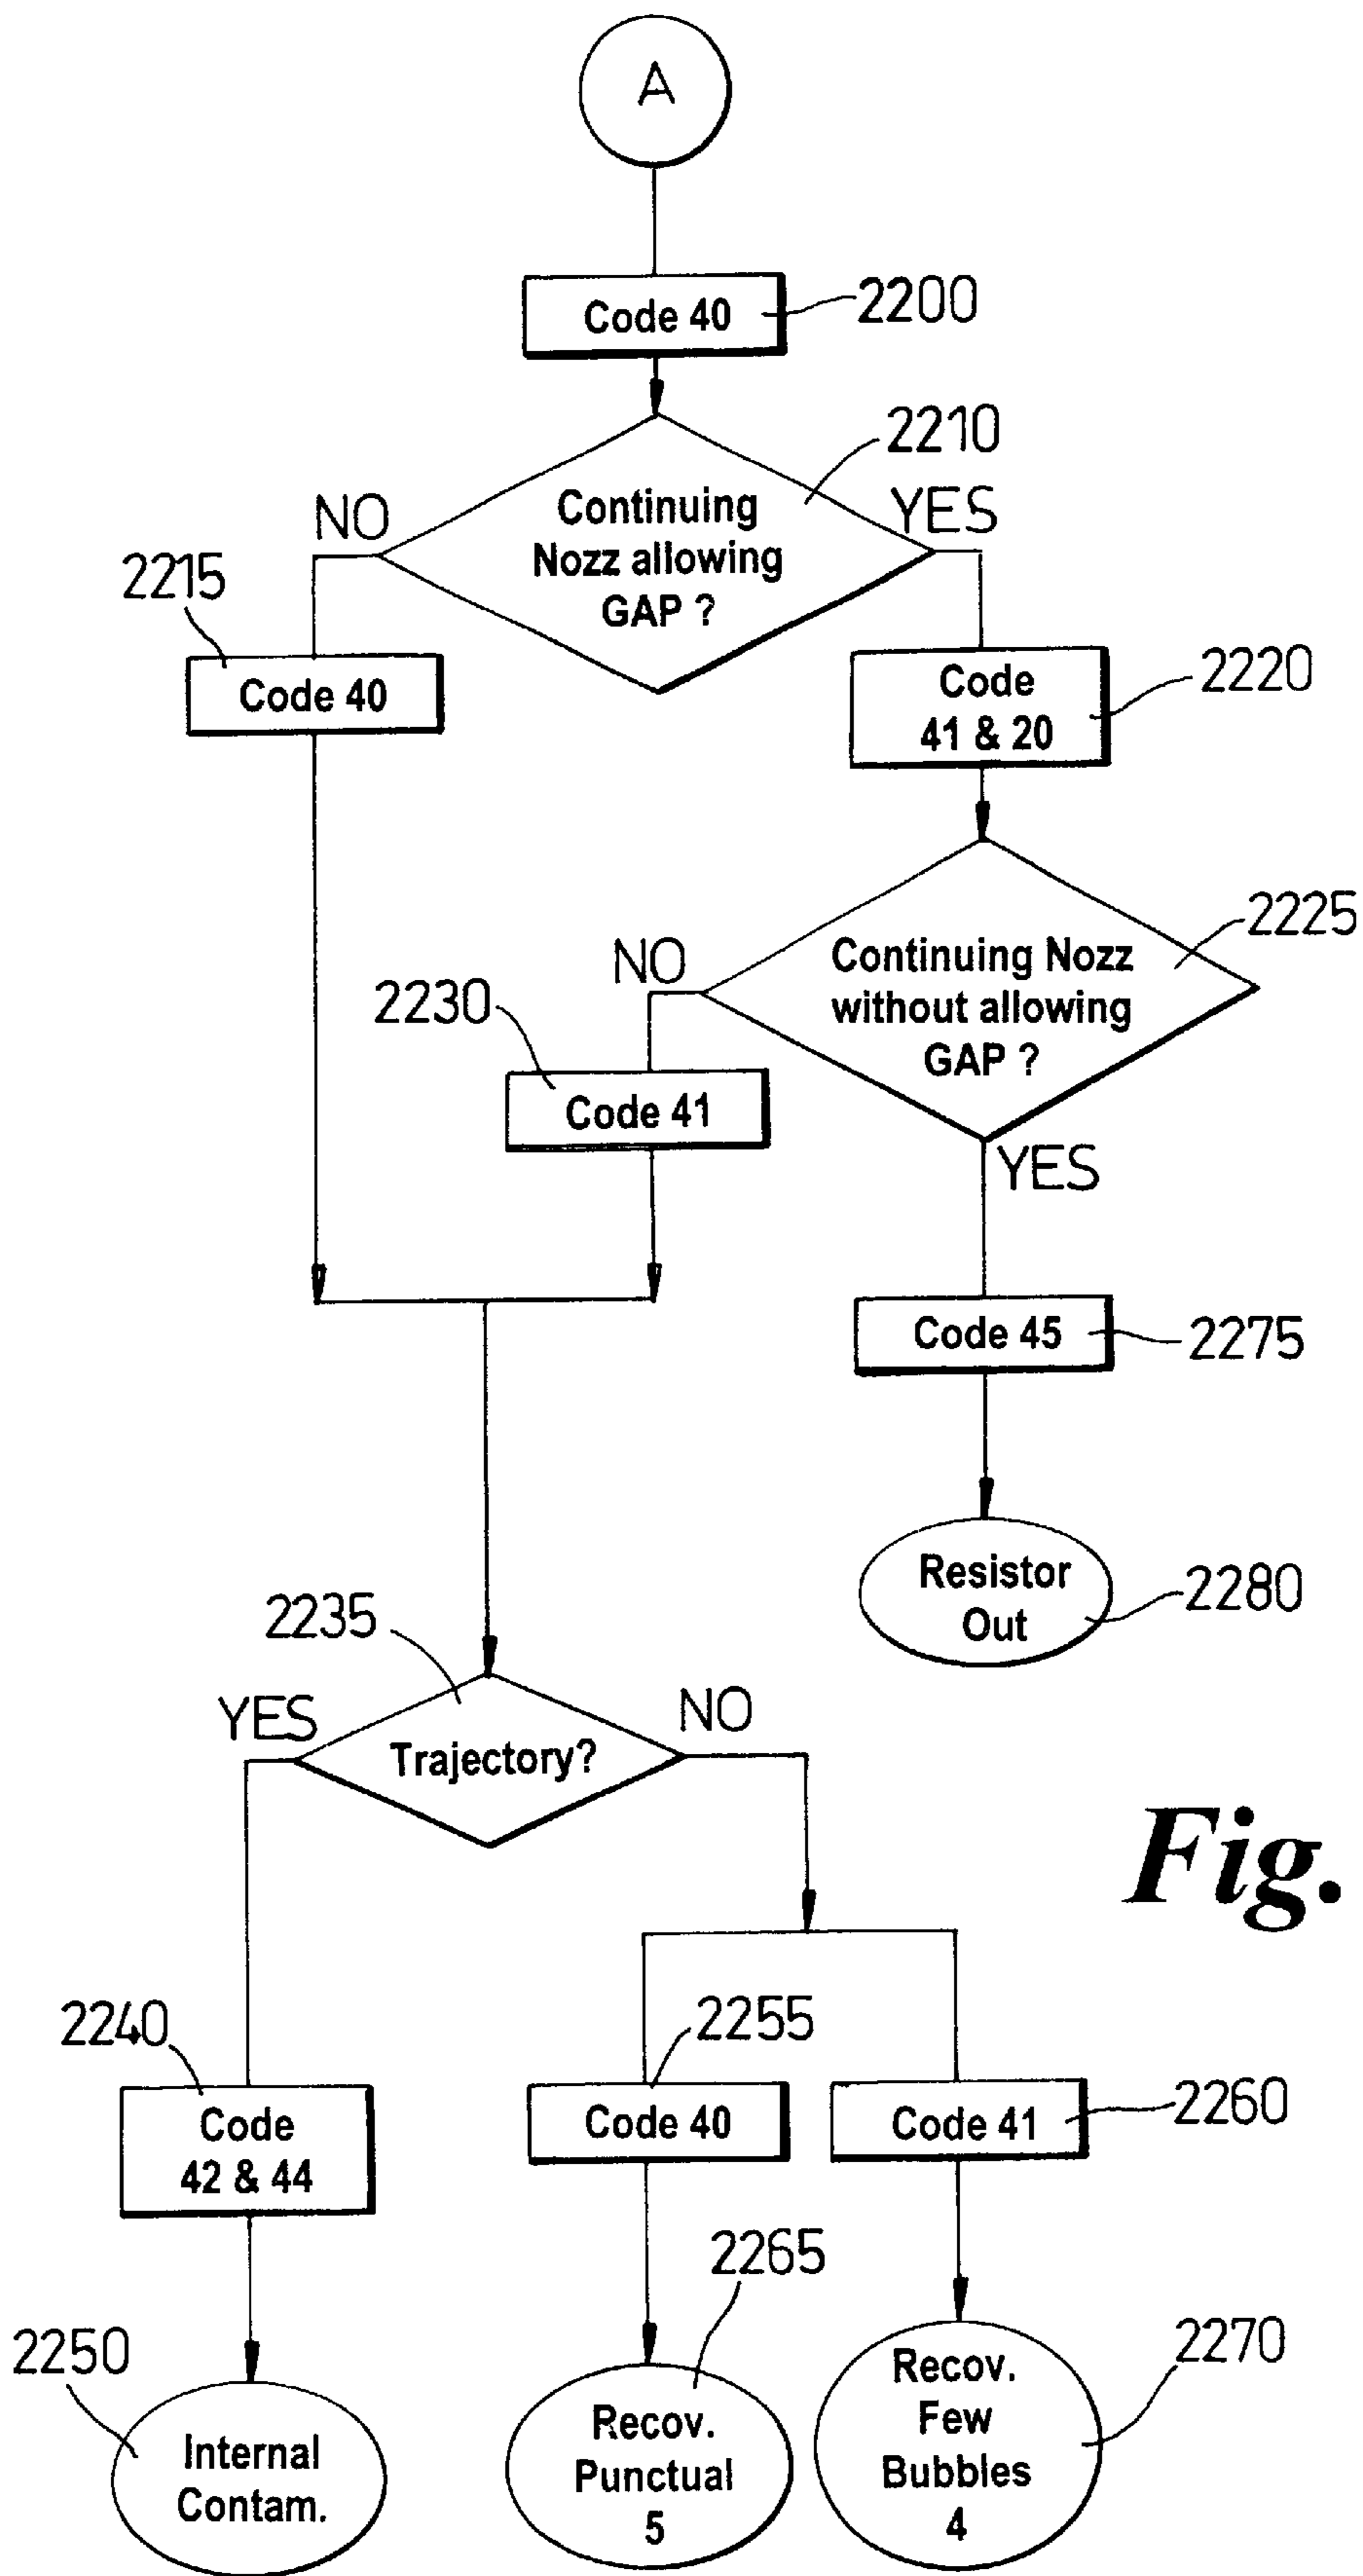 A
Code 40
2200
2210
NO
Continuing
Nozz allowing
GAP ?
YES
2215
Code 40
Code
41 & 20
2220
2225
NO
Continuing Nozz
without allowing
GAP ?
2230
Code 41
YES
Code 45
2275
Resistor
Out
2280
2235
YES
Trajectory?
NO
Fig.
2240
Code
42 & 44
2255
Code 40
Code 41
2260
2250
Internal
Contam.
2265
Recov.
Punctual
5
Recov.
Few
Bubbles
4
2270